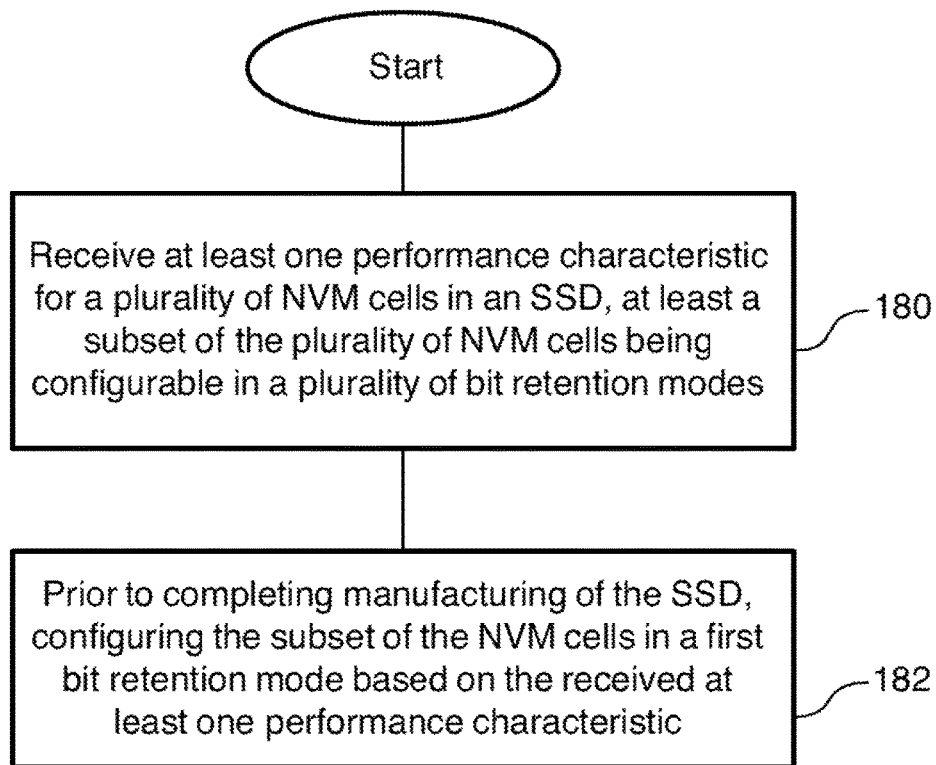 Start
Receive at least one performance characteristic
for a plurality of NVM cells in an SSD, at least a
subset of the plurality of NVM cells being
configurable in a plurality of bit retention modes
180
Prior to completing manufacturing of the SSD,
configuring the subset of the NVM cells in a first
bit retention mode based on the received at
least one performance characteristic
182